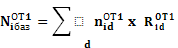 N_{iбаз}^{OT1} = ∑ n_{id}^{OT1} x R_{id}^{OT1}
d